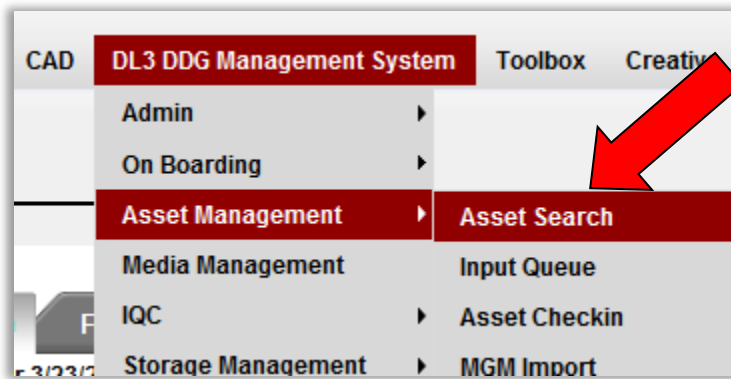 CAD DL3 DDG Management System Toolbox Creative
Admin
On Boarding
Asset Management Asset Search
Media Management Input Queue
IQC Asset Checkin
Storage Management MGM Import